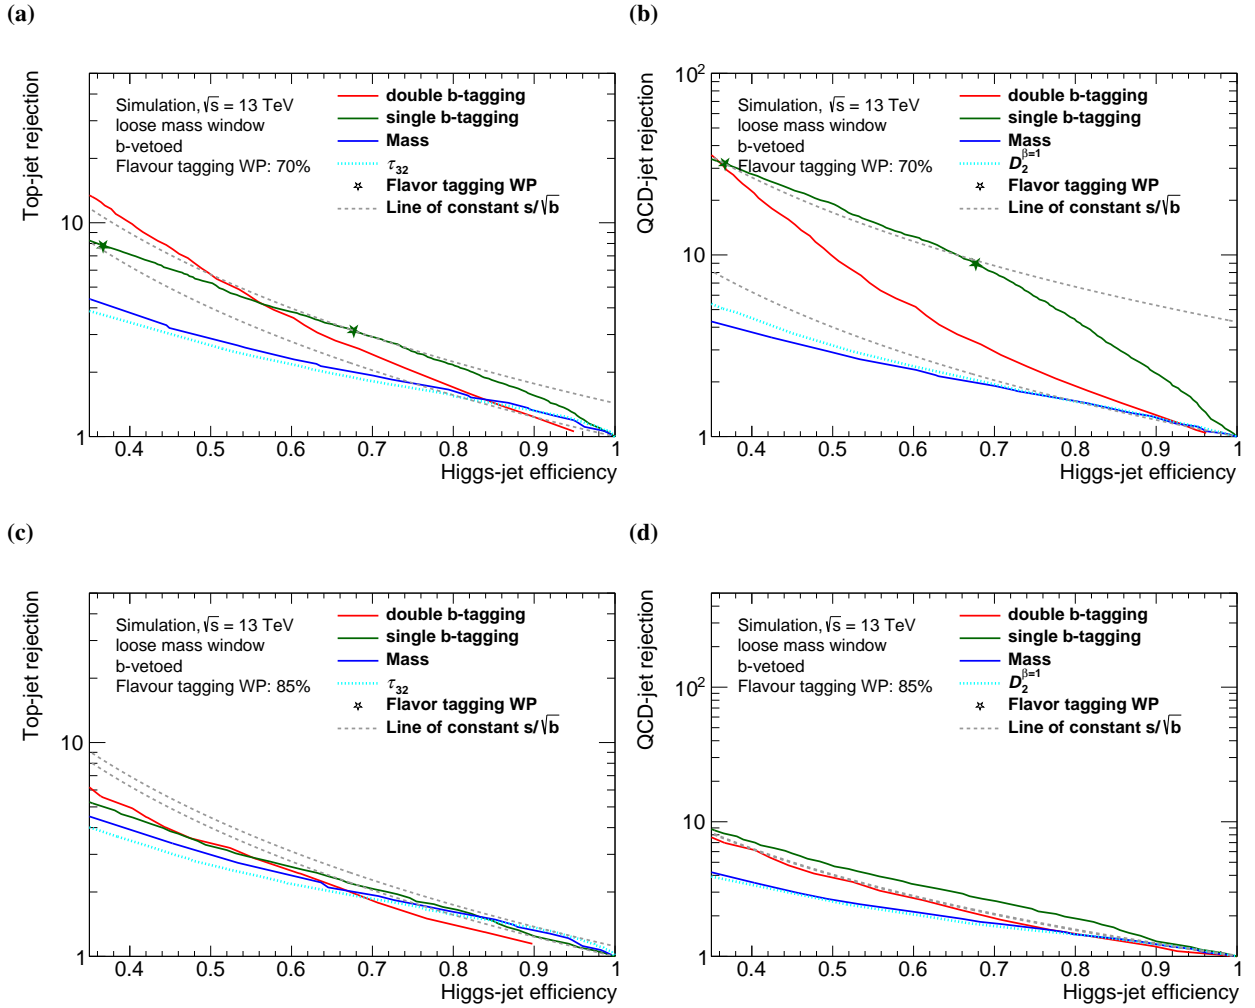 (a)
Top-jet rejection
Simulation, √s = 13 TeV
loose mass window
b-vetoed
Flavour tagging WP: 70%
double b-tagging
single b-tagging
Mass
τ32
Flavor tagging WP
Line of constant s/√b
10
1
0.4 0.5 0.6 0.7 0.8 0.9 1
Higgs-jet efficiency
(b)
QCD-jet rejection
Simulation, √s = 13 TeV
loose mass window
b-vetoed
Flavour tagging WP: 70%
double b-tagging
single b-tagging
Mass
D2^β=1
Flavor tagging WP
Line of constant s/√b
10^2
10
1
0.4 0.5 0.6 0.7 0.8 0.9 1
Higgs-jet efficiency
(c)
Top-jet rejection
Simulation, √s = 13 TeV
loose mass window
b-vetoed
Flavour tagging WP: 85%
double b-tagging
single b-tagging
Mass
τ32
Flavor tagging WP
Line of constant s/√b
10
1
0.4 0.5 0.6 0.7 0.8 0.9 1
Higgs-jet efficiency
(d)
QCD-jet rejection
Simulation, √s = 13 TeV
loose mass window
b-vetoed
Flavour tagging WP: 85%
double b-tagging
single b-tagging
Mass
D2^β=1
Flavor tagging WP
Line of constant s/√b
10^2
10
1
0.4 0.5 0.6 0.7 0.8 0.9 1
Higgs-jet efficiency